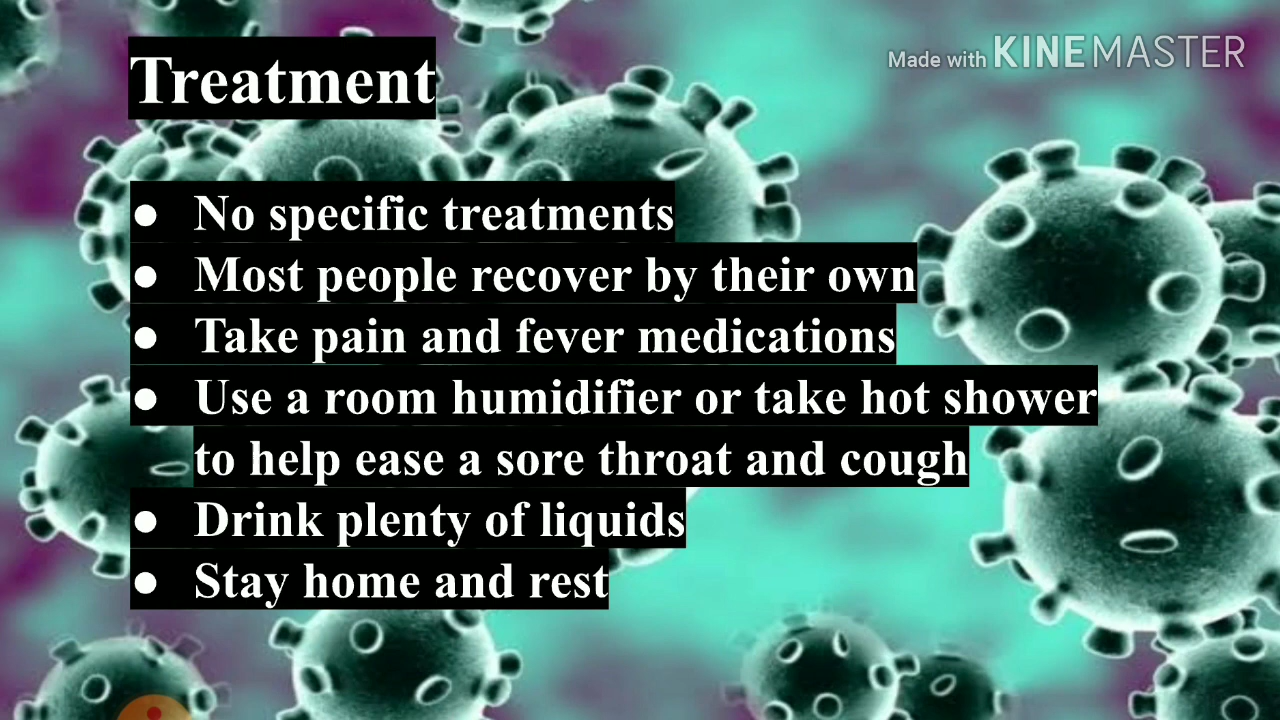 Made with KINEMASTER
Treatment
● No specific treatments
● Most people recover by their own
● Take pain and fever medications
● Use a room humidifier or take hot shower
to help ease a sore throat and cough
● Drink plenty of liquids
● Stay home and rest